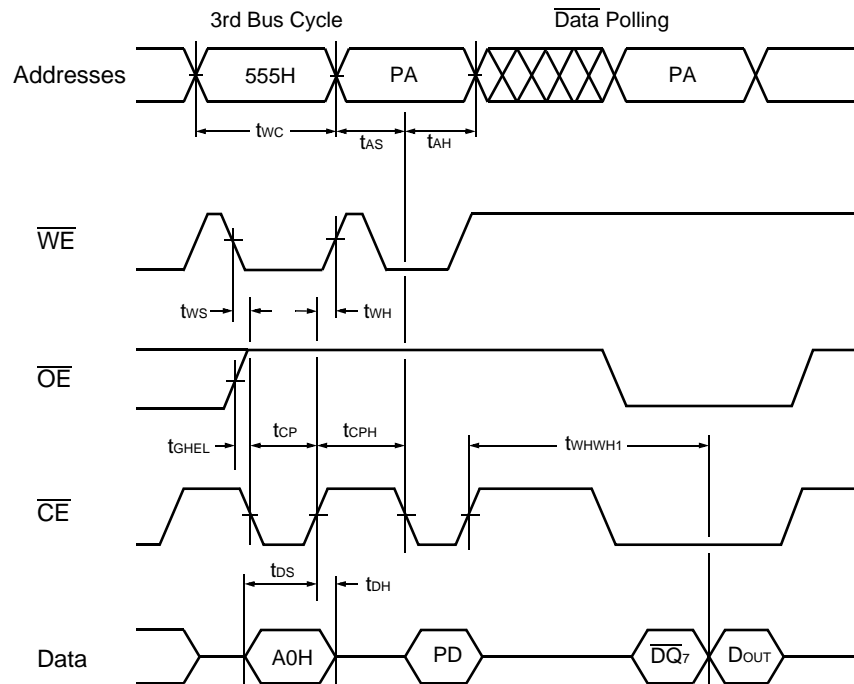 3rd Bus Cycle
Data Polling
Addresses
555H
PA
PA
tWC
tAS
tAH
WE
tWS
tWH
OE
tGHEL
tCP
tCPH
tWHWH1
CE
tDS
tDH
Data
A0H
PD
DQ7
DOUT